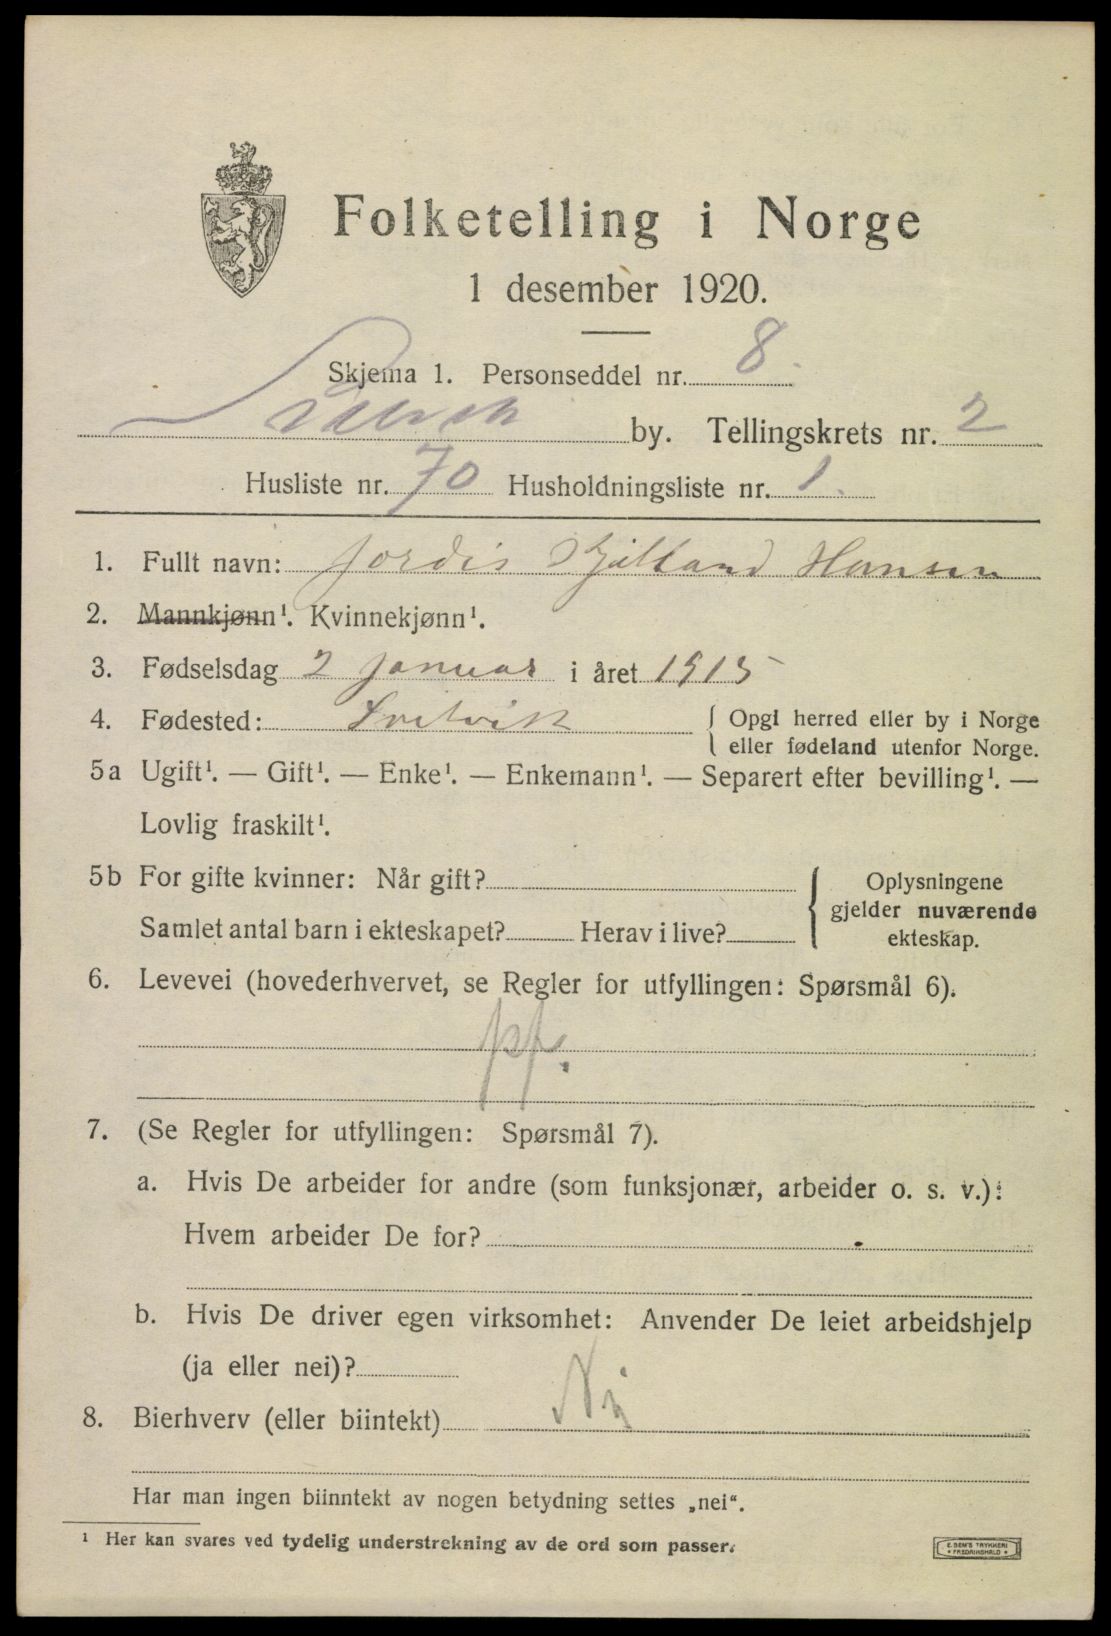 Folketelling i Norge
1 desember 1920.
Skjema 1. Personseddel nr. 8.
by. Tellingskrets nr. 2
Husliste nr. 70 Husholdningsliste nr. 1.
1. Fullt navn: Jordis Hansen
2. Mannkjønn¹. Kvinnekjønn¹.
3. Fødselsdag 2 januar i året 1915
4. Fødested: { Opgi herred eller by i Norge
eller fødeland utenfor Norge.
5a Ugift¹. — Gift¹. — Enke¹. — Enkemann¹. — Separert efter bevilling¹. —
Lovlig fraskilt¹.
5b For gifte kvinner: Når gift? { Oplysningene
gjelder nuværende
Samlet antal barn i ekteskapet? Herav i live?
ekteskap.
6. Levevei (hovederhvervet, se Regler for utfyllingen: Spørsmål 6).
pp.
7. (Se Regler for utfyllingen: Spørsmål 7).
a. Hvis De arbeider for andre (som funksjonær, arbeider o. s. v.):
Hvem arbeider De for?
b. Hvis De driver egen virksomhet: Anvender De leiet arbeidshjelp
(ja eller nei)?
8. Bierhverv (eller biintekt) Nei
Har man ingen biinntekt av nogen betydning settes „nei“.
¹ Her kan svares ved tydelig understrekning av de ord som passer.
E. SEM'S TRYKKERI
• FREDRIKSHALD •